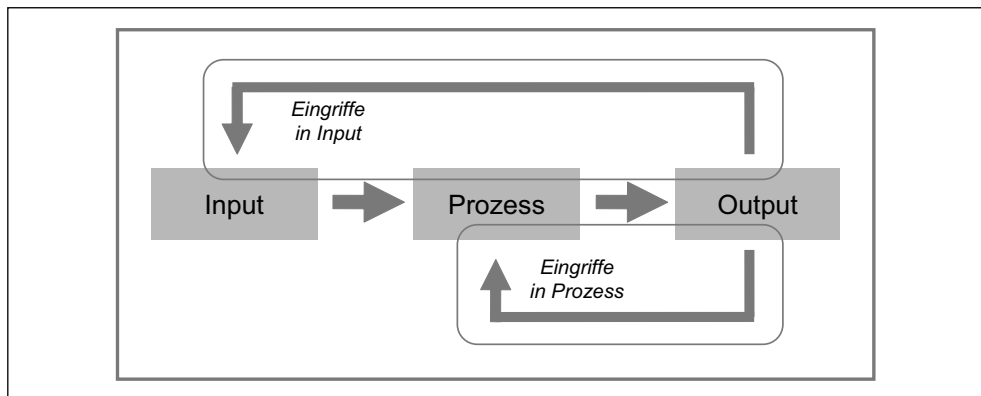 Eingriffe
in Input
Input
Prozess
Output
Eingriffe
in Prozess